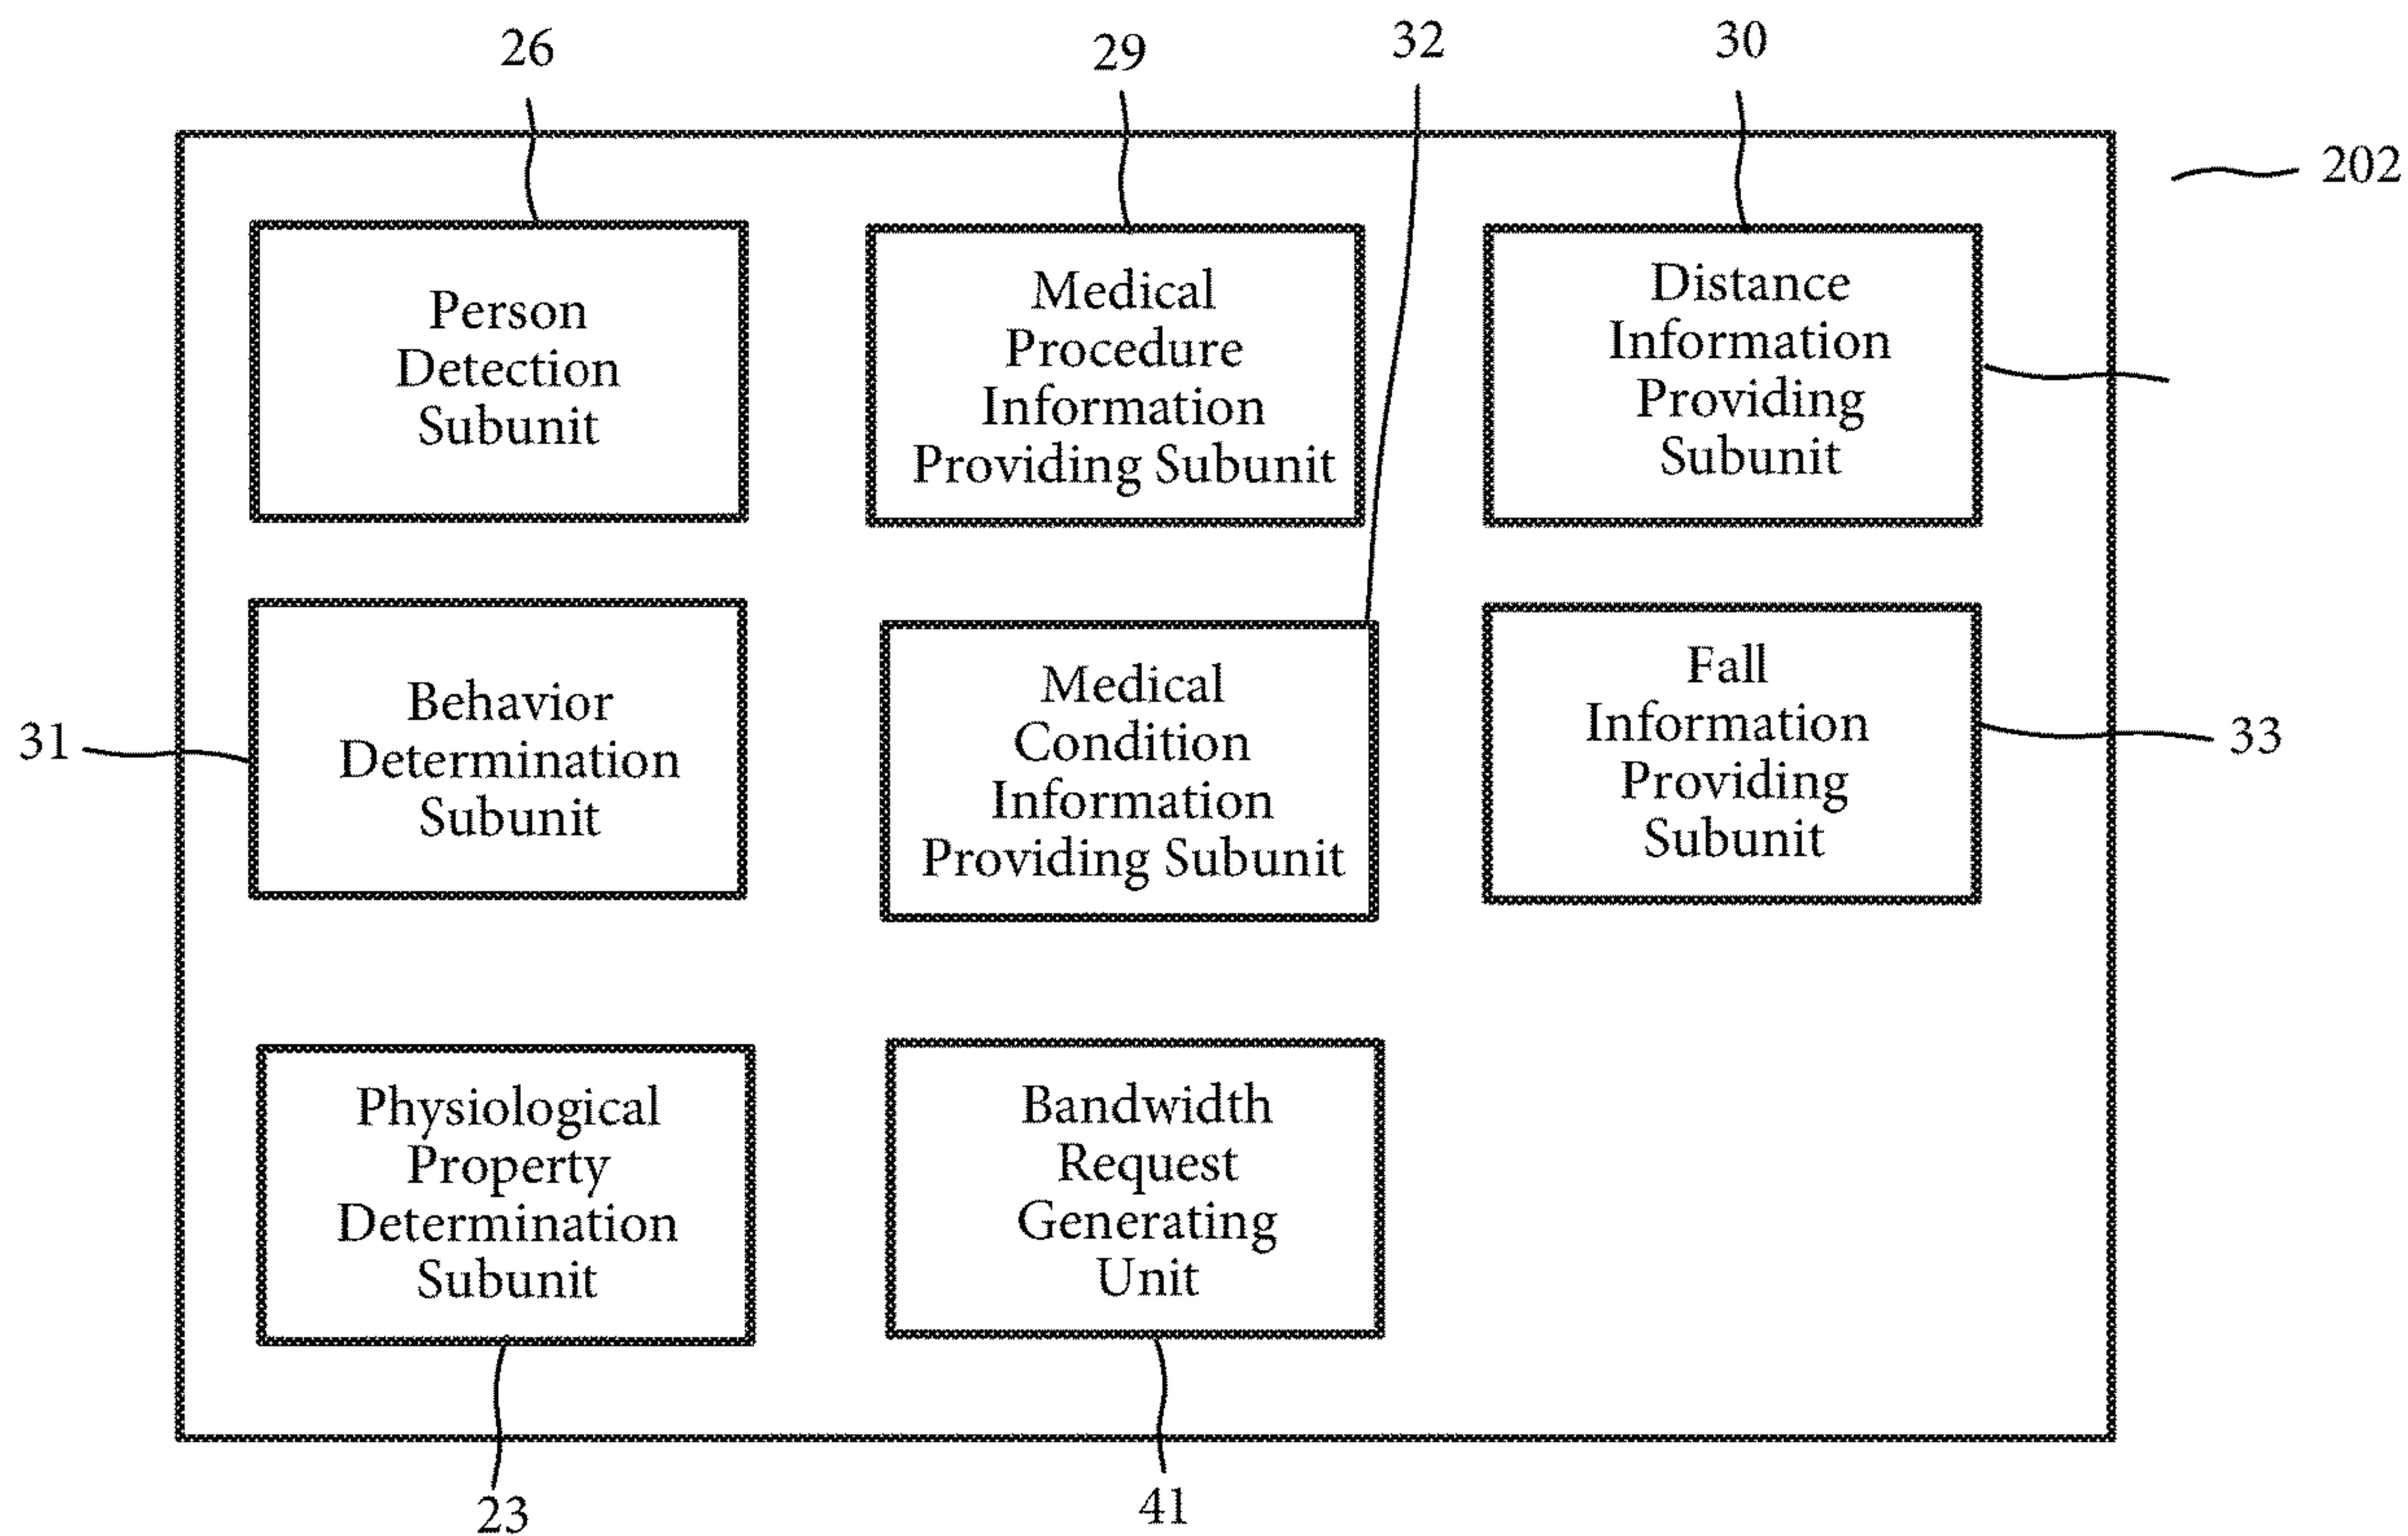 26
29
32
30
202
Person
Detection
Subunit
Medical
Procedure
Information
Providing Subunit
Distance
Information
Providing
Subunit
31
Behavior
Determination
Subunit
Medical
Condition
Information
Providing Subunit
Fall
Information
Providing
Subunit
33
Physiological
Property
Determination
Subunit
Bandwidth
Request
Generating
Unit
23
41